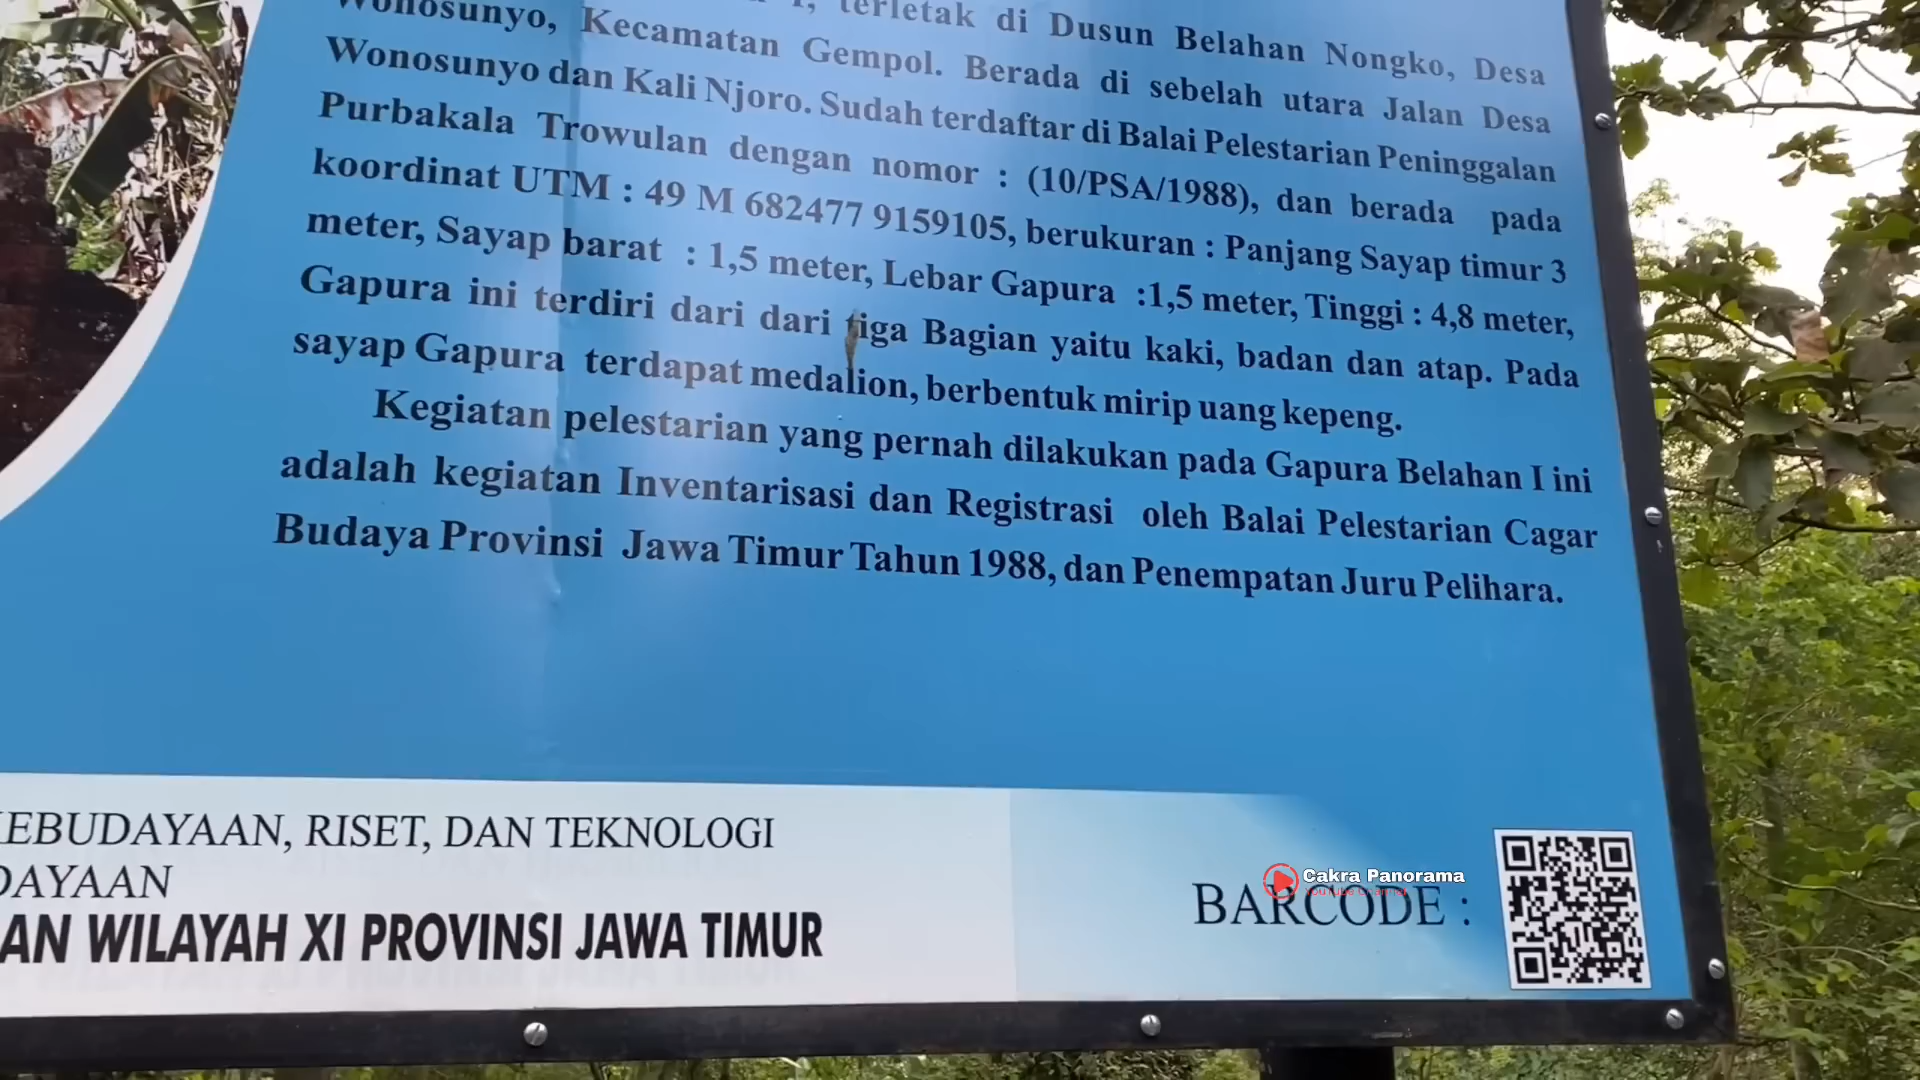 I, terletak di Dusun Belahan Nongko, Desa
Wonosunyo, Kecamatan Gempol. Berada di sebelah utara Jalan Desa
Wonosunyo dan Kali Njoro. Sudah terdaftar di Balai Pelestarian Peninggalan
Purbakala Trowulan dengan nomor : (10/PSA/1988), dan berada pada
koordinat UTM : 49 M 682477 9159105, berukuran : Panjang Sayap timur 3
meter, Sayap barat : 1,5 meter, Lebar Gapura :1,5 meter, Tinggi : 4,8 meter,
Gapura ini terdiri dari dari tiga Bagian yaitu kaki, badan dan atap. Pada
sayap Gapura terdapat medalion, berbentuk mirip uang kepeng.
Kegiatan pelestarian yang pernah dilakukan pada Gapura Belahan I ini
adalah kegiatan Inventarisasi dan Registrasi oleh Balai Pelestarian Cagar
Budaya Provinsi Jawa Timur Tahun 1988, dan Penempatan Juru Pelihara.
EBUDAYAAN, RISET, DAN TEKNOLOGI
DAYAAN
AN WILAYAH XI PROVINSI JAWA TIMUR
BARCODE :
Cakra Panorama
YouTube Channel